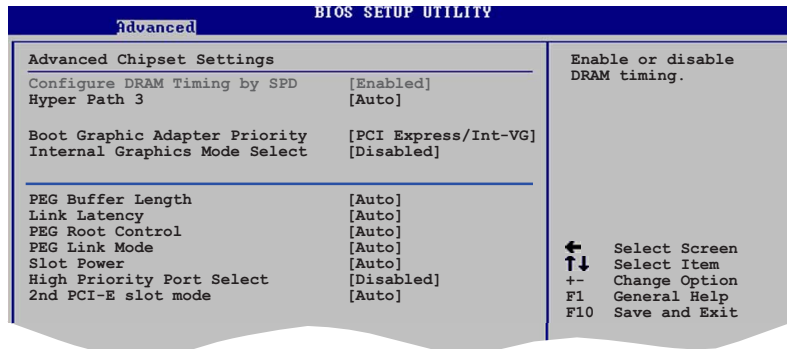 BIOS SETUP UTILITY
Advanced
Advanced Chipset Settings
Configure DRAM Timing by SPD [Enabled]
Hyper Path 3 [Auto]
Boot Graphic Adapter Priority [PCI Express/Int-VG]
Internal Graphics Mode Select [Disabled]
PEG Buffer Length [Auto]
Link Latency [Auto]
PEG Root Control [Auto]
PEG Link Mode [Auto]
Slot Power [Auto]
High Priority Port Select [Disabled]
2nd PCI-E slot mode [Auto]
Enable or disable
DRAM timing.
← Select Screen
↑↓ Select Item
+- Change Option
F1 General Help
F10 Save and Exit